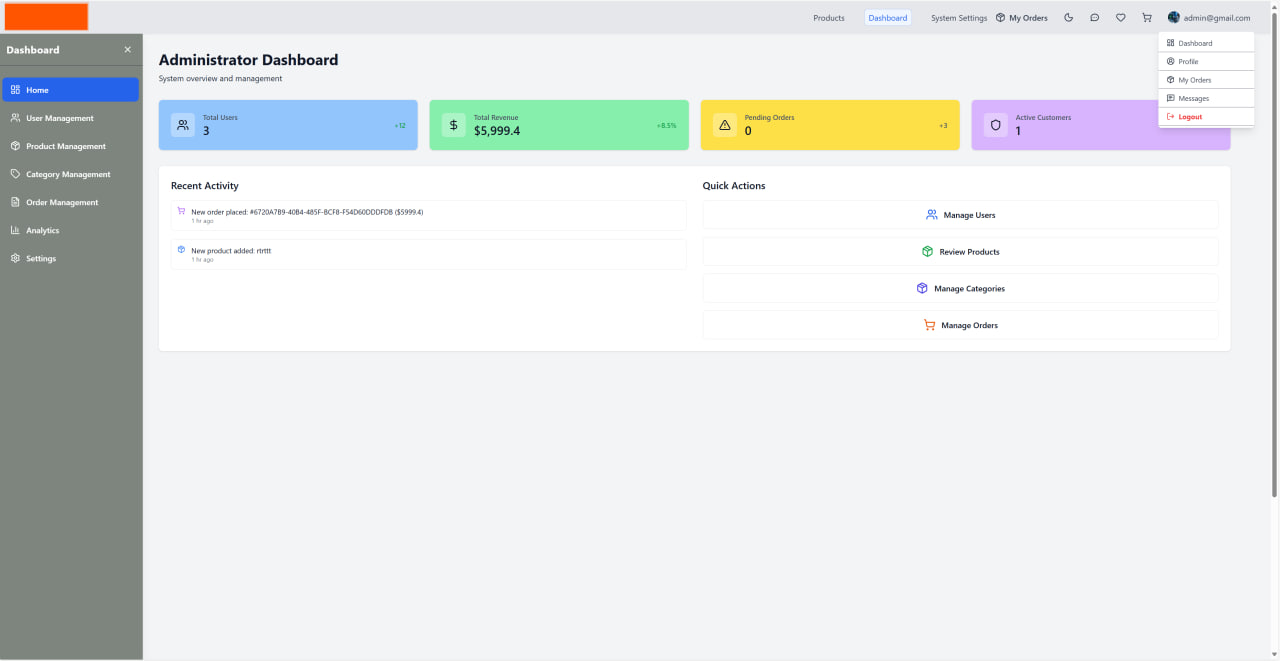 Products
Dashboard
System Settings
My Orders
admin@gmail.com
Dashboard
Profile
My Orders
Messages
Logout
Dashboard
Home
User Management
Product Management
Category Management
Order Management
Analytics
Settings
Administrator Dashboard
System overview and management
Total Users
3
+12
Total Revenue
$5,999.4
+8.5%
Pending Orders
0
+3
Active Customers
1
Recent Activity
New order placed: #6720A7B9-40B4-485F-BCF8-F54D60DDDFDB ($5999.4)
1 hr ago
New product added: rtrttt
1 hr ago
Quick Actions
Manage Users
Review Products
Manage Categories
Manage Orders